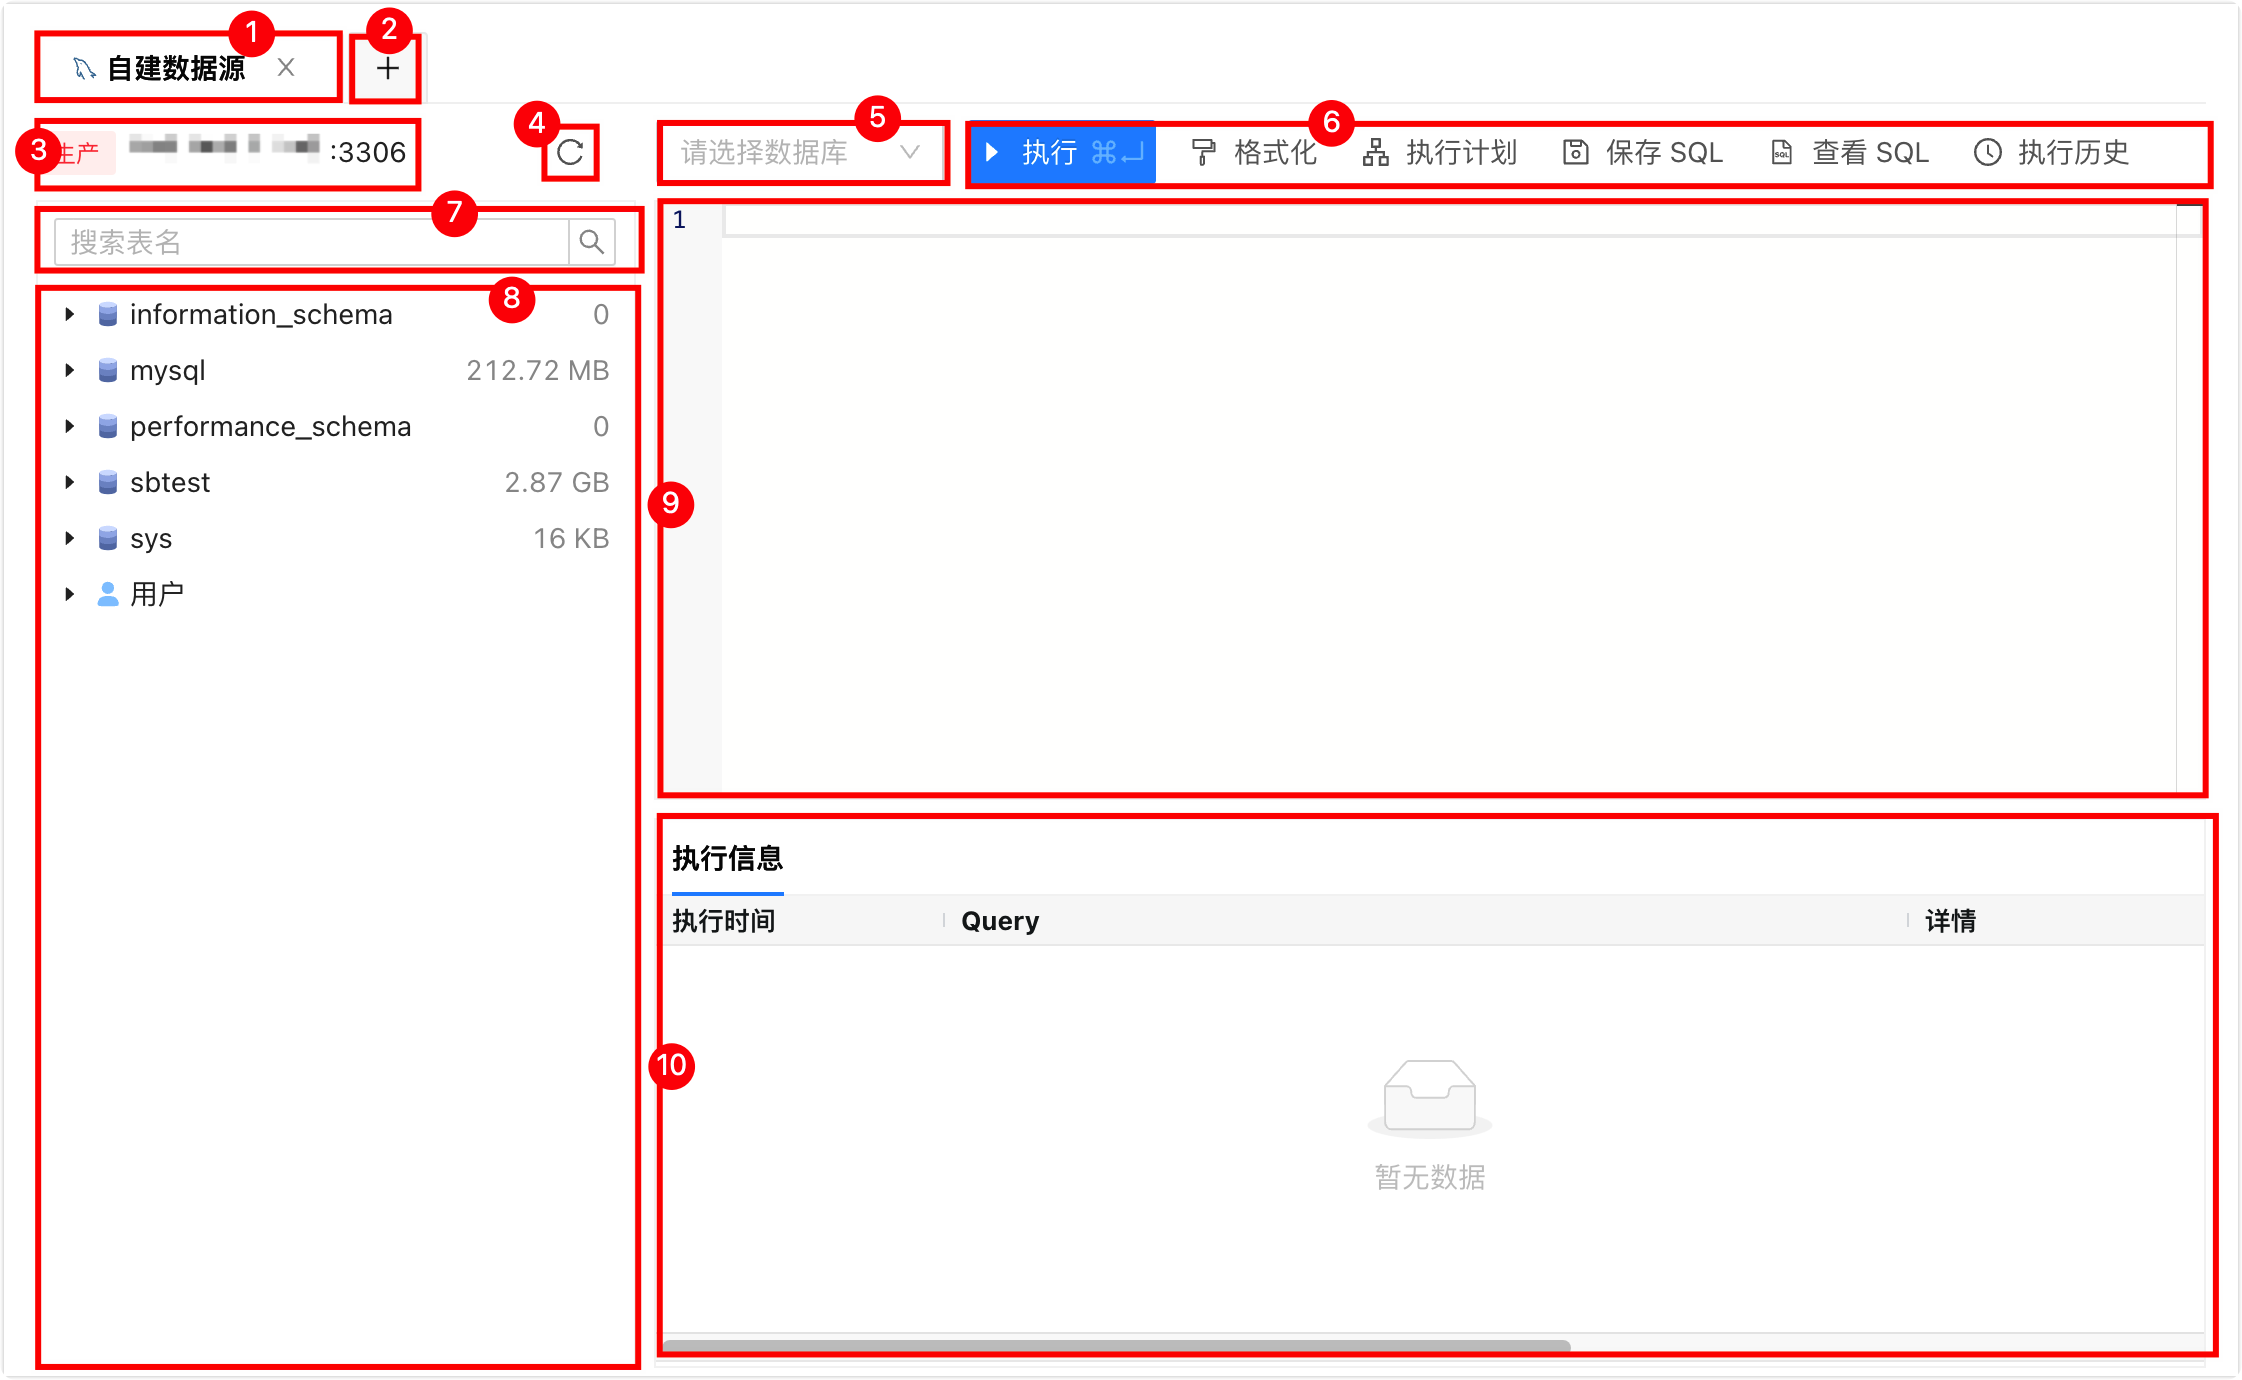 1
2
自建数据源
3
生产
:3306
4
5
请选择数据库
6
执行
格式化
执行计划
保存 SQL
查看 SQL
执行历史
7
搜索表名
8
information_schema 0
mysql 212.72 MB
performance_schema 0
sbtest 2.87 GB
sys 16 KB
用户
1
9
10
执行信息
执行时间 Query 详情
暂无数据